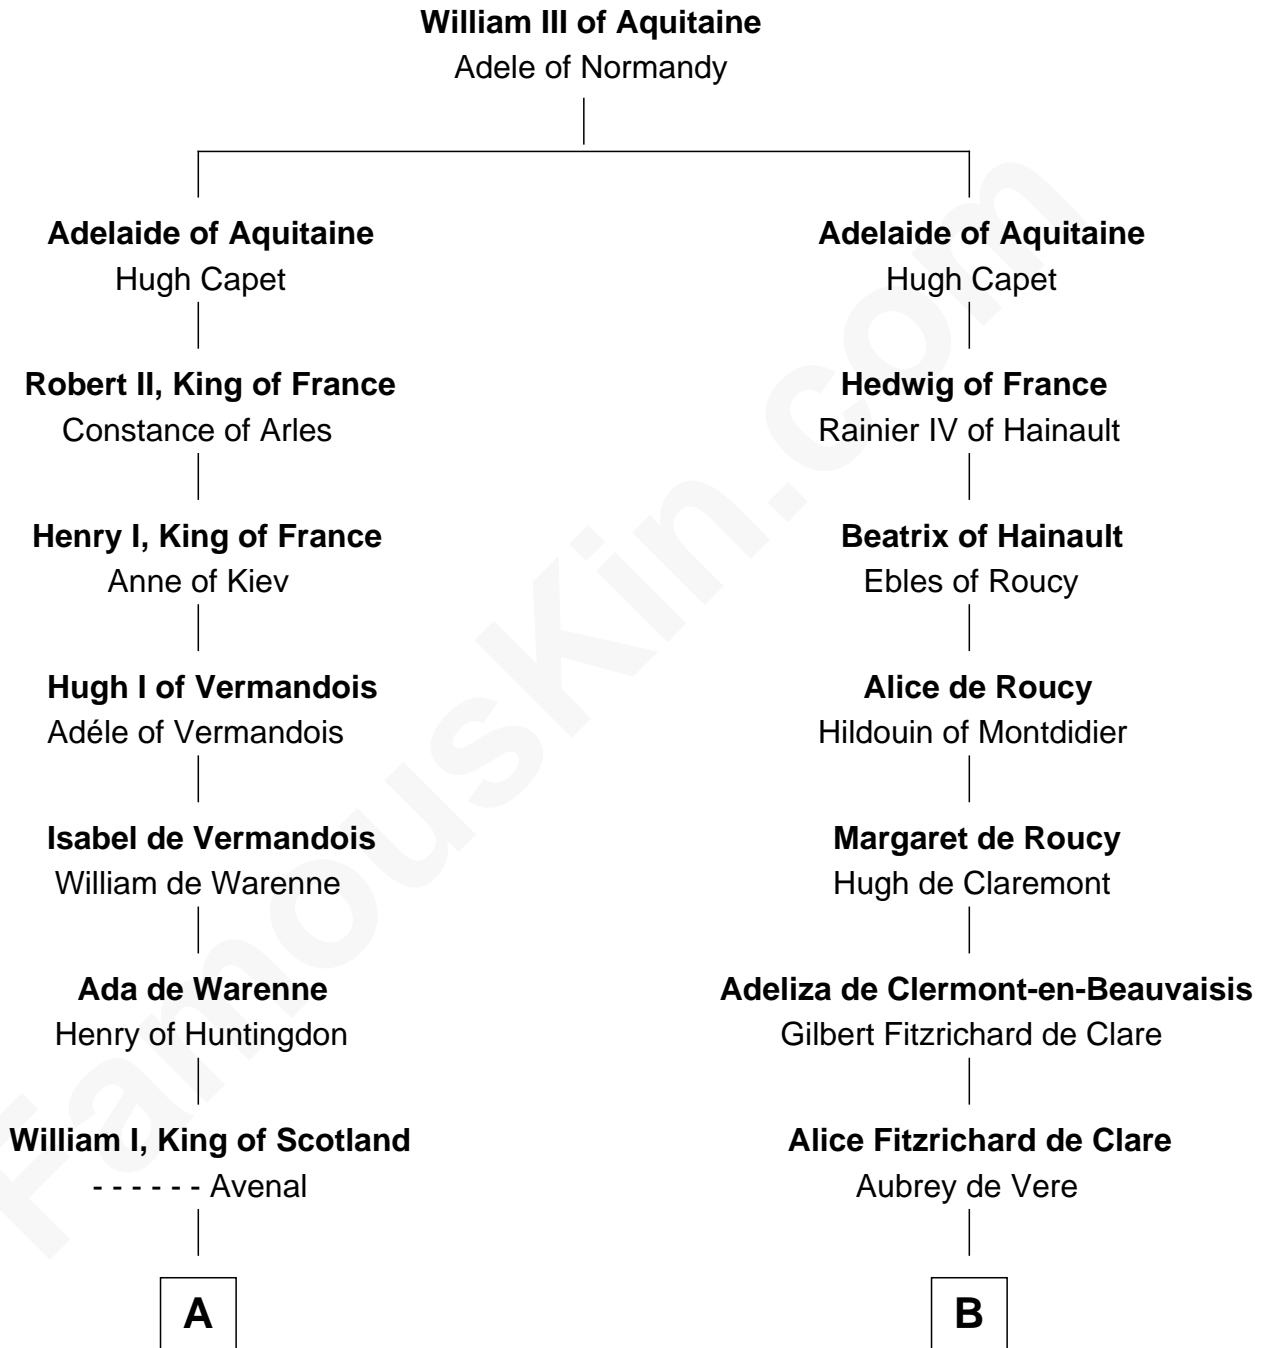 William III of Aquitaine
Adele of Normandy
Adelaide of Aquitaine
Hugh Capet
Robert II, King of France
Constance of Arles
Henry I, King of France
Anne of Kiev
Hugh I of Vermandois
Adéle of Vermandois
Isabel de Vermandois
William de Warenne
Ada de Warenne
Henry of Huntingdon
William I, King of Scotland
- - - - - - Avenal
A
Adelaide of Aquitaine
Hugh Capet
Hedwig of France
Rainier IV of Hainault
Beatrix of Hainault
Ebles of Roucy
Alice de Roucy
Hildouin of Montdidier
Margaret de Roucy
Hugh de Claremont
Adeliza de Clermont-en-Beauvaisis
Gilbert Fitzrichard de Clare
Alice Fitzrichard de Clare
Aubrey de Vere
B
FamousKin.com